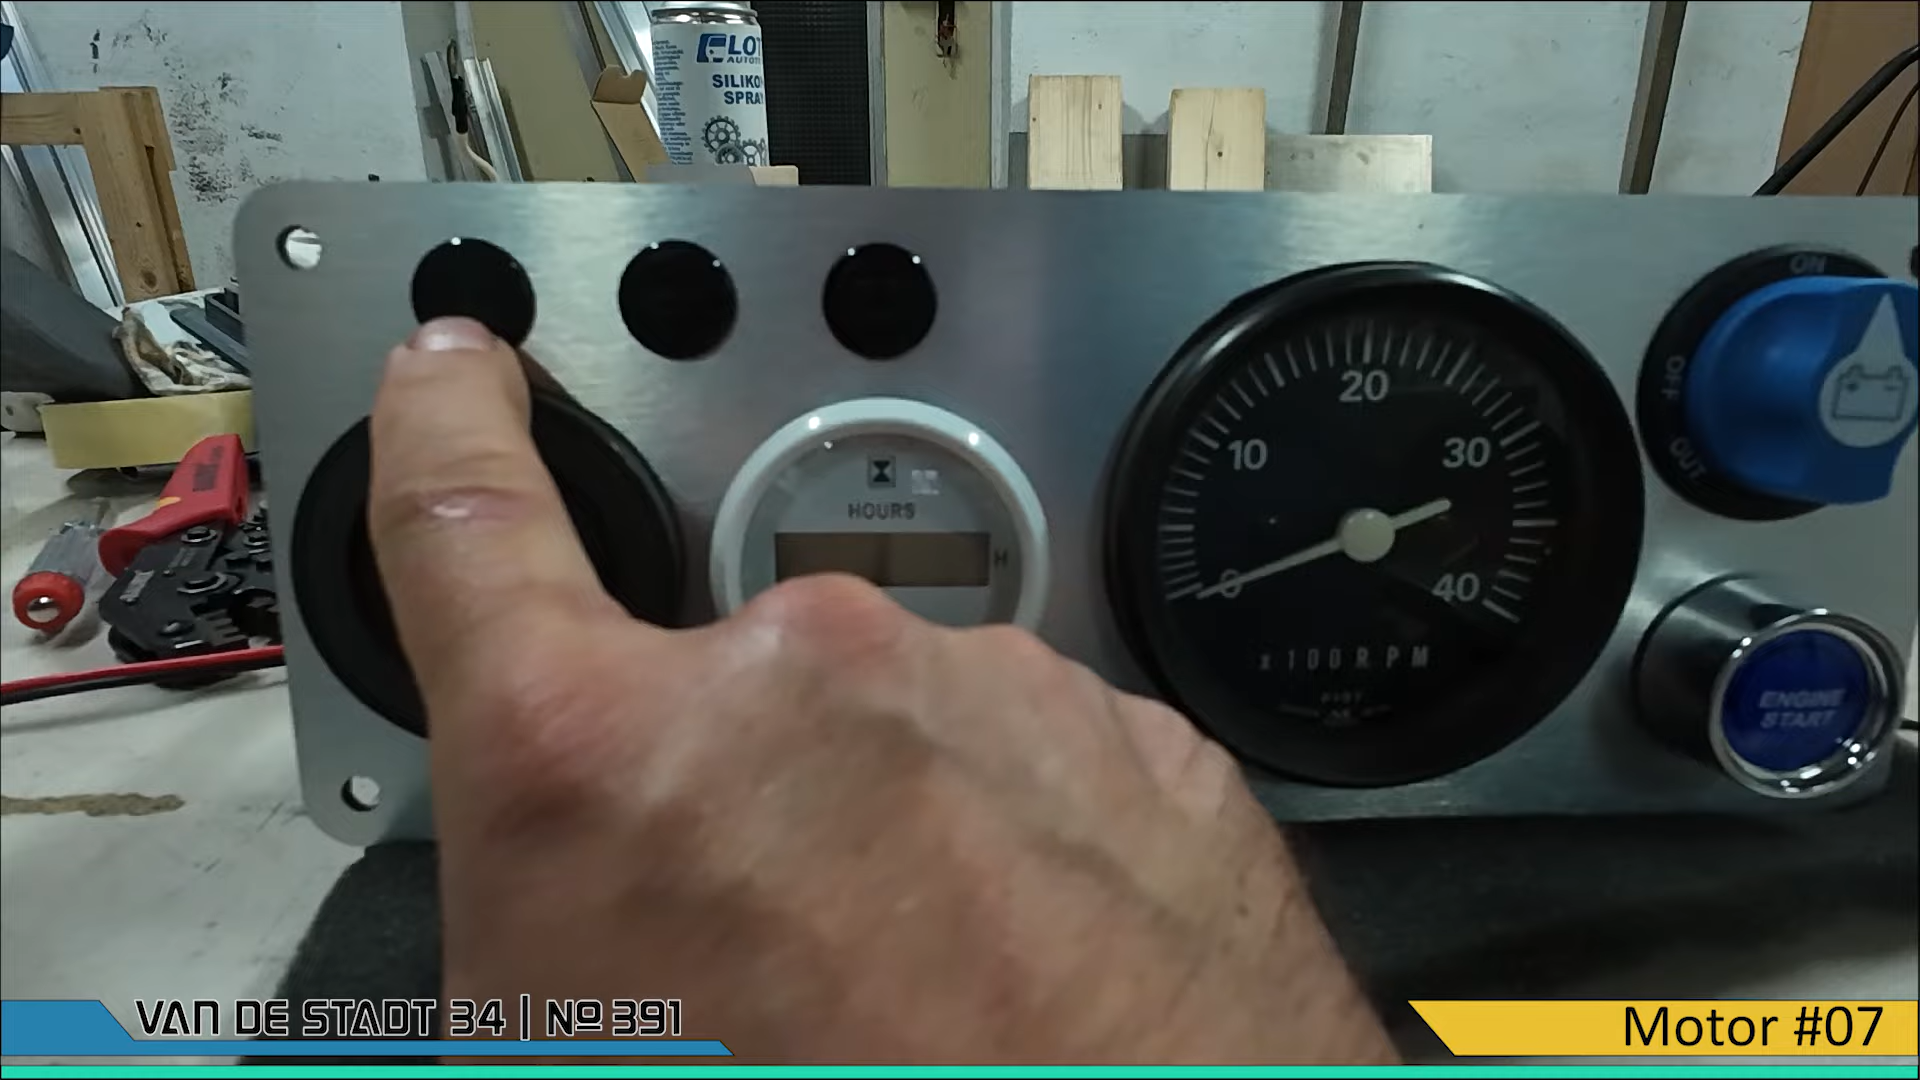 LOT
SILIKO
SPRA
ON
OFF
OUT
HOURS
H
0
10
20
30
40
x100RPM
ENGINE
START
VAN DE STADT 34 | Nº 391
Motor #07